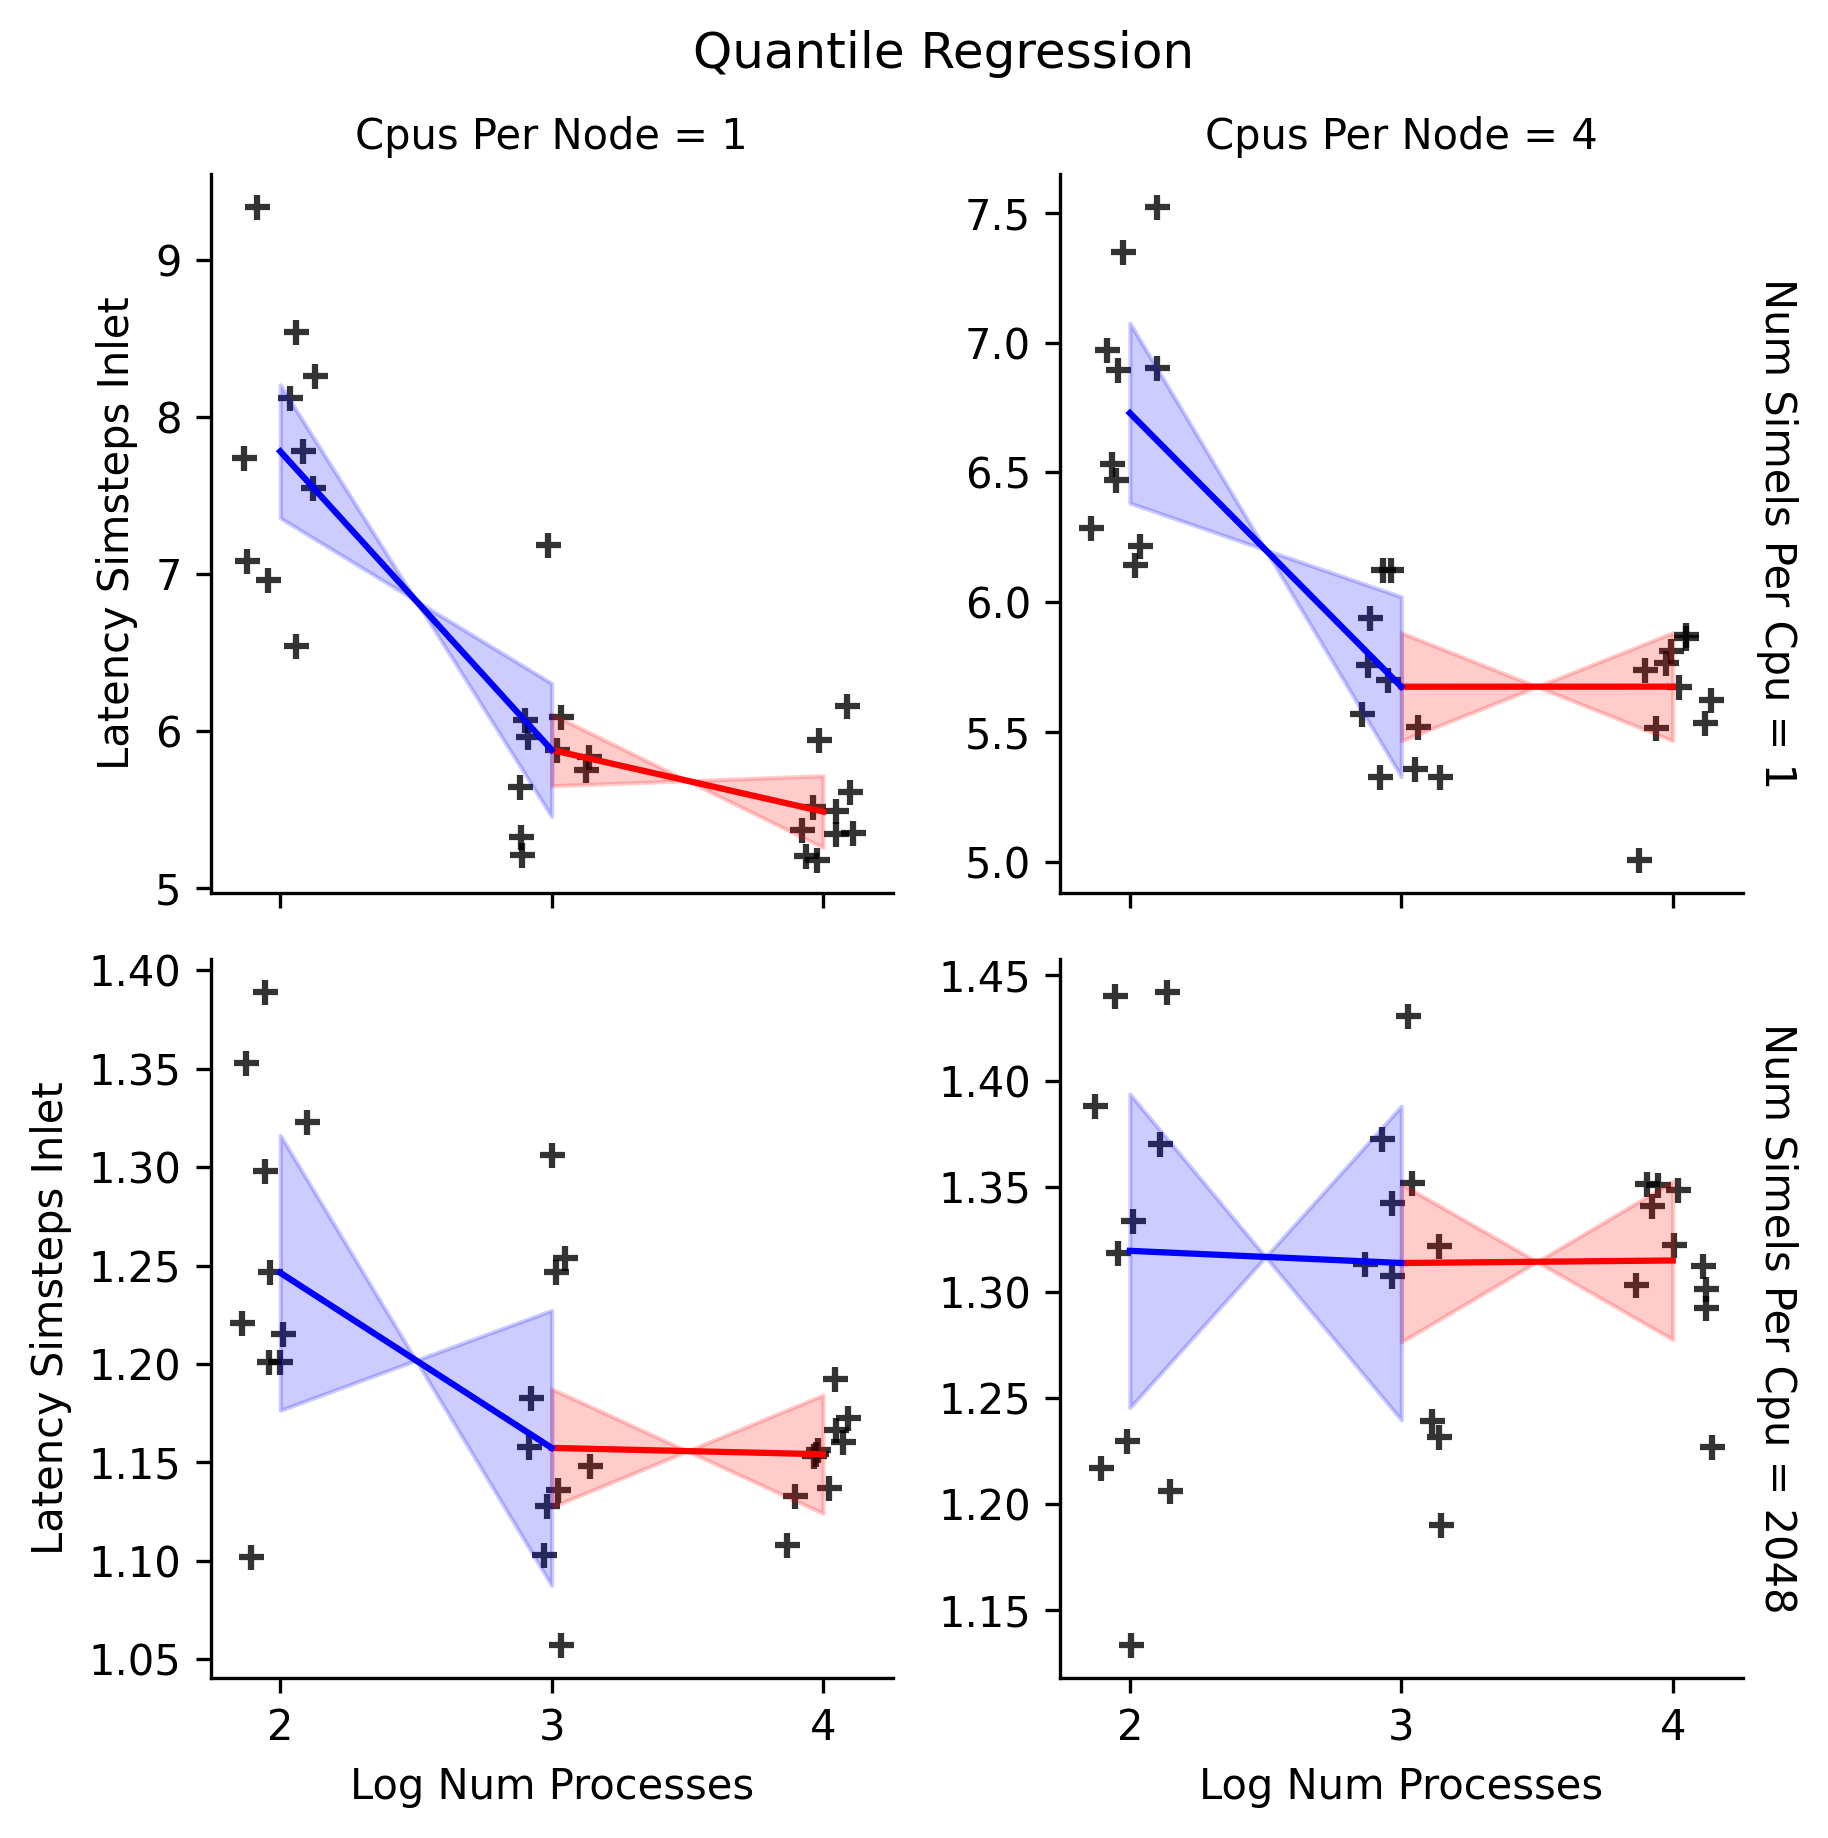 Quantile Regression
Cpus Per Node = 1
Cpus Per Node = 4
Latency Simsteps Inlet
9
8
7
6
5
7.5
7.0
6.5
6.0
5.5
5.0
Num Simels Per Cpu = 1
Latency Simsteps Inlet
1.40
1.35
1.30
1.25
1.20
1.15
1.10
1.05
2 3 4
Log Num Processes
1.45
1.40
1.35
1.30
1.25
1.20
1.15
2 3 4
Log Num Processes
Num Simels Per Cpu = 2048